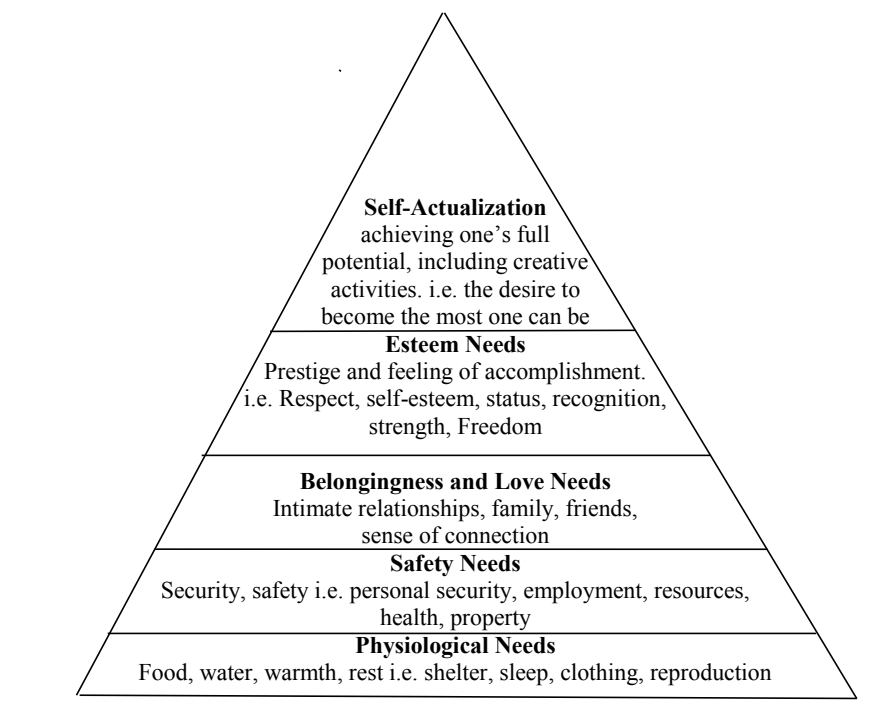 Self-Actualization
achieving one’s full
potential, including creative
activities. i.e. the desire to
become the most one can be
Esteem Needs
Prestige and feeling of accomplishment.
i.e. Respect, self-esteem, status, recognition,
strength, Freedom
Belongingness and Love Needs
Intimate relationships, family, friends,
sense of connection
Safety Needs
Security, safety i.e. personal security, employment, resources,
health, property
Physiological Needs
Food, water, warmth, rest i.e. shelter, sleep, clothing, reproduction